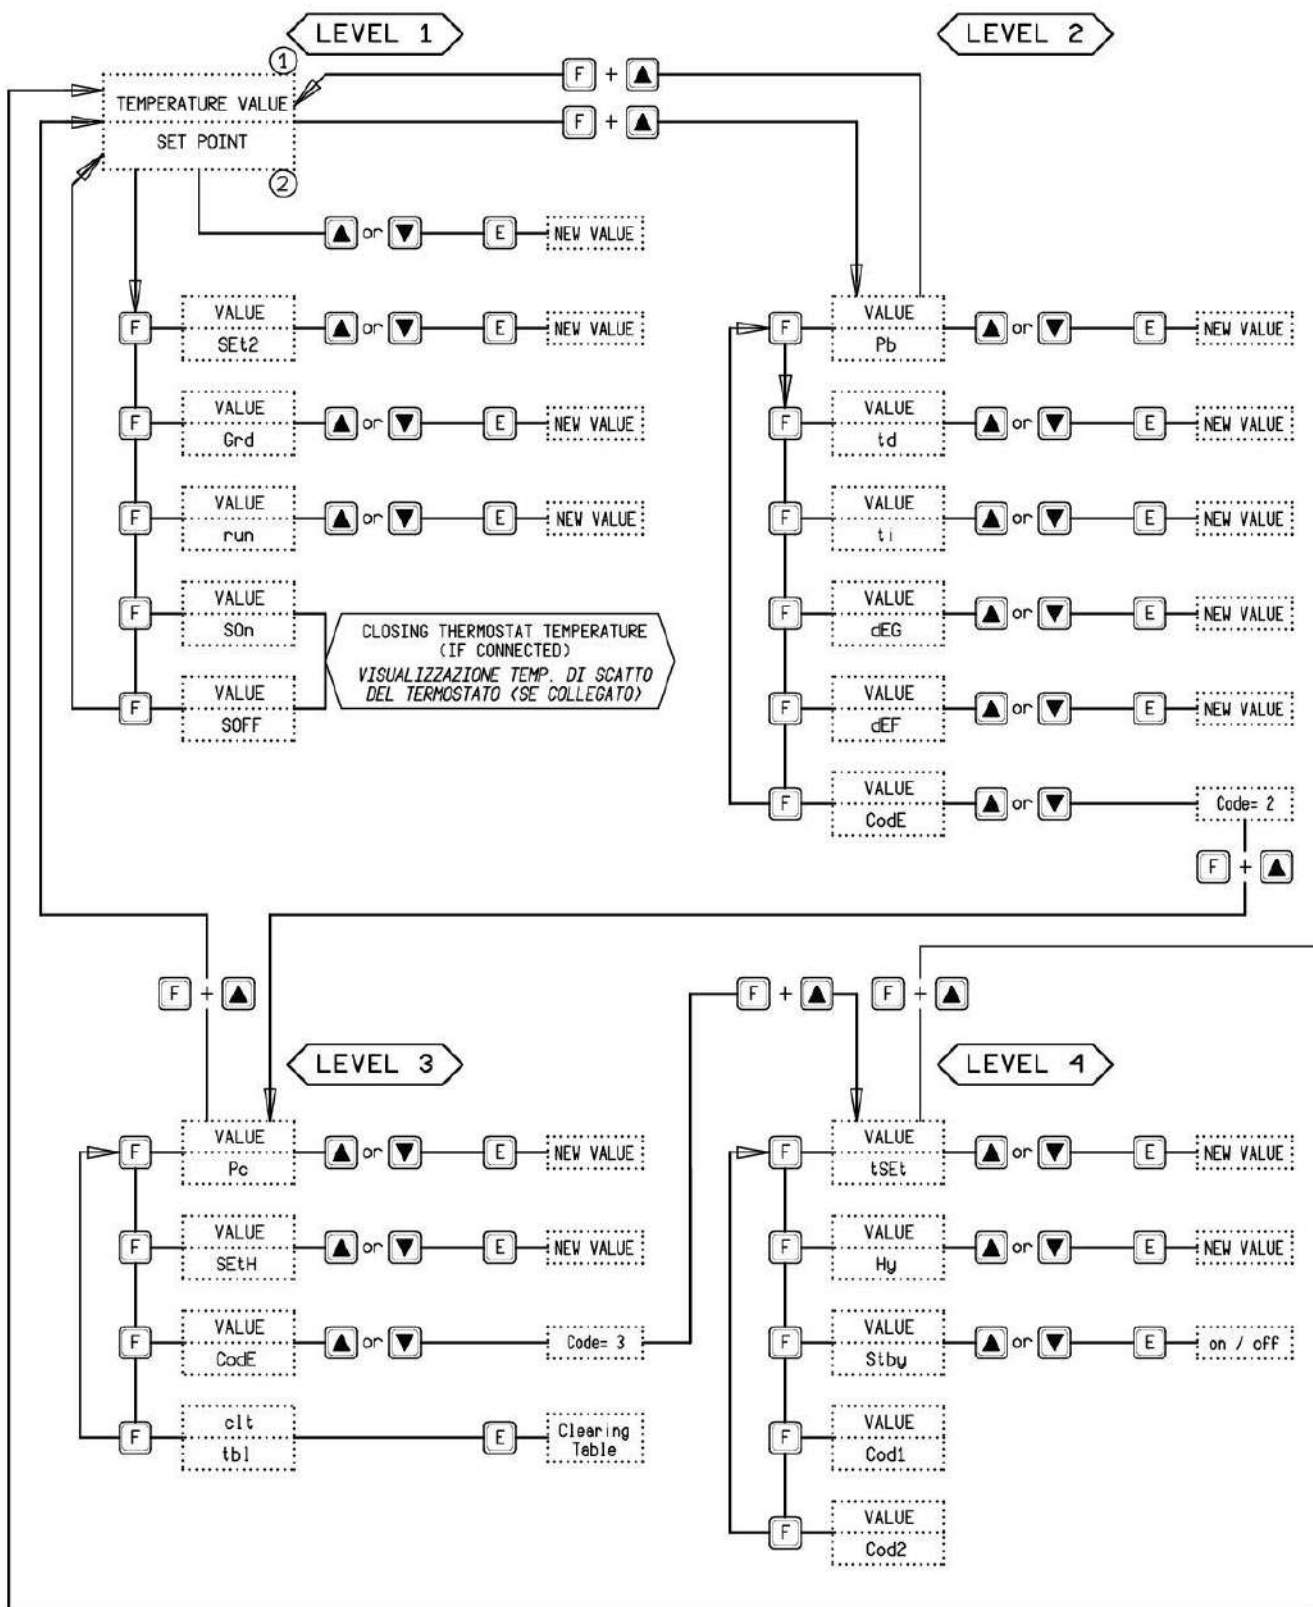 LEVEL 1
LEVEL 2
1
F + ▲
TEMPERATURE VALUE
F + ▲
SET POINT
2
▲ or ▼ E NEW VALUE
F VALUE ▲ or ▼ E NEW VALUE
SEt2
F VALUE ▲ or ▼ E NEW VALUE
Grd
F VALUE ▲ or ▼ E NEW VALUE
run
F VALUE
SOn
F VALUE
SOFF
CLOSING THERMOSTAT TEMPERATURE
(IF CONNECTED)
VISUALIZZAZIONE TEMP. DI SCATTO
DEL TERMOSTATO (SE COLLEGATO)
F VALUE ▲ or ▼ E NEW VALUE
Pb
F VALUE ▲ or ▼ E NEW VALUE
td
F VALUE ▲ or ▼ E NEW VALUE
ti
F VALUE ▲ or ▼ E NEW VALUE
dEG
F VALUE ▲ or ▼ E NEW VALUE
dEF
F VALUE ▲ or ▼ Code= 2
CodE
F + ▲
F + ▲
F + ▲
F + ▲
LEVEL 3
LEVEL 4
F VALUE ▲ or ▼ E NEW VALUE
Pc
F VALUE ▲ or ▼ E NEW VALUE
SEtH
F VALUE ▲ or ▼ Code= 3
CodE
F clt E Clearing
tbl Table
F VALUE ▲ or ▼ E NEW VALUE
tSEt
F VALUE ▲ or ▼ E NEW VALUE
Hy
F VALUE ▲ or ▼ E on / off
Stby
F VALUE
Cod1
F VALUE
Cod2